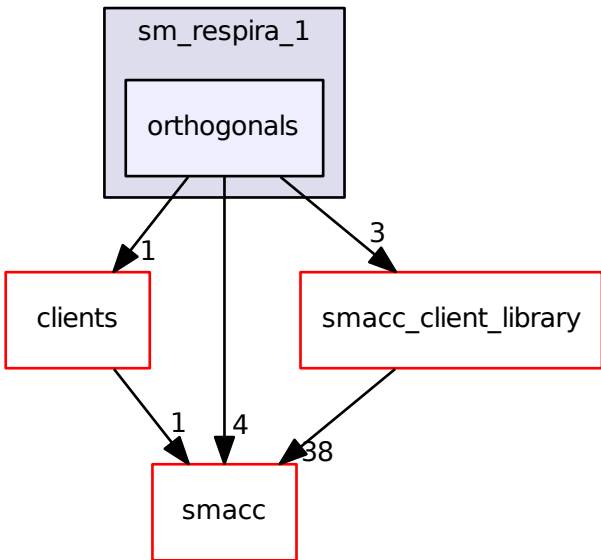 sm_respira_1
orthogonals
1
3
clients
smacc_client_library
1
4
38
smacc